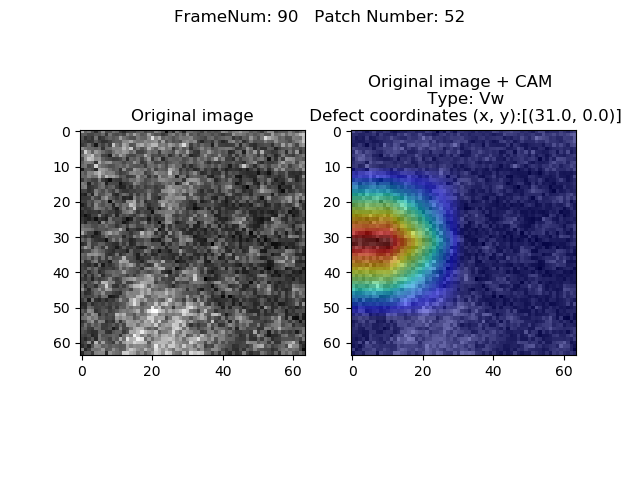 FrameNum: 90   Patch Number: 52
Original image + CAM
Type: Vw
Original image
Defect coordinates (x, y):[(31.0, 0.0)]
0
10
20
30
40
50
60
0 20 40 60
0
10
20
30
40
50
60
0 20 40 60